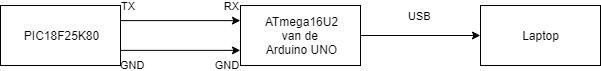 TX
RX
PIC18F25K80
ATmega16U2
van de
Arduino UNO
USB
Laptop
GND
GND